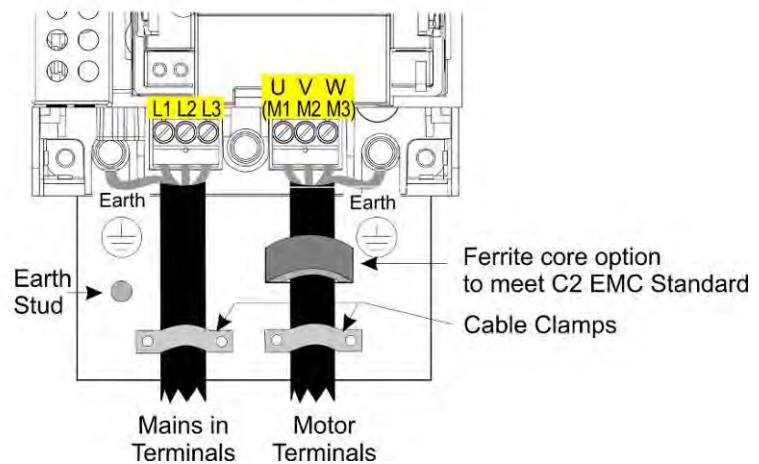 U V W
L1 L2 L3 (M1 M2 M3)
Earth Earth
Earth
Stud
Ferrite core option
to meet C2 EMC Standard
Cable Clamps
Mains in
Terminals
Motor
Terminals